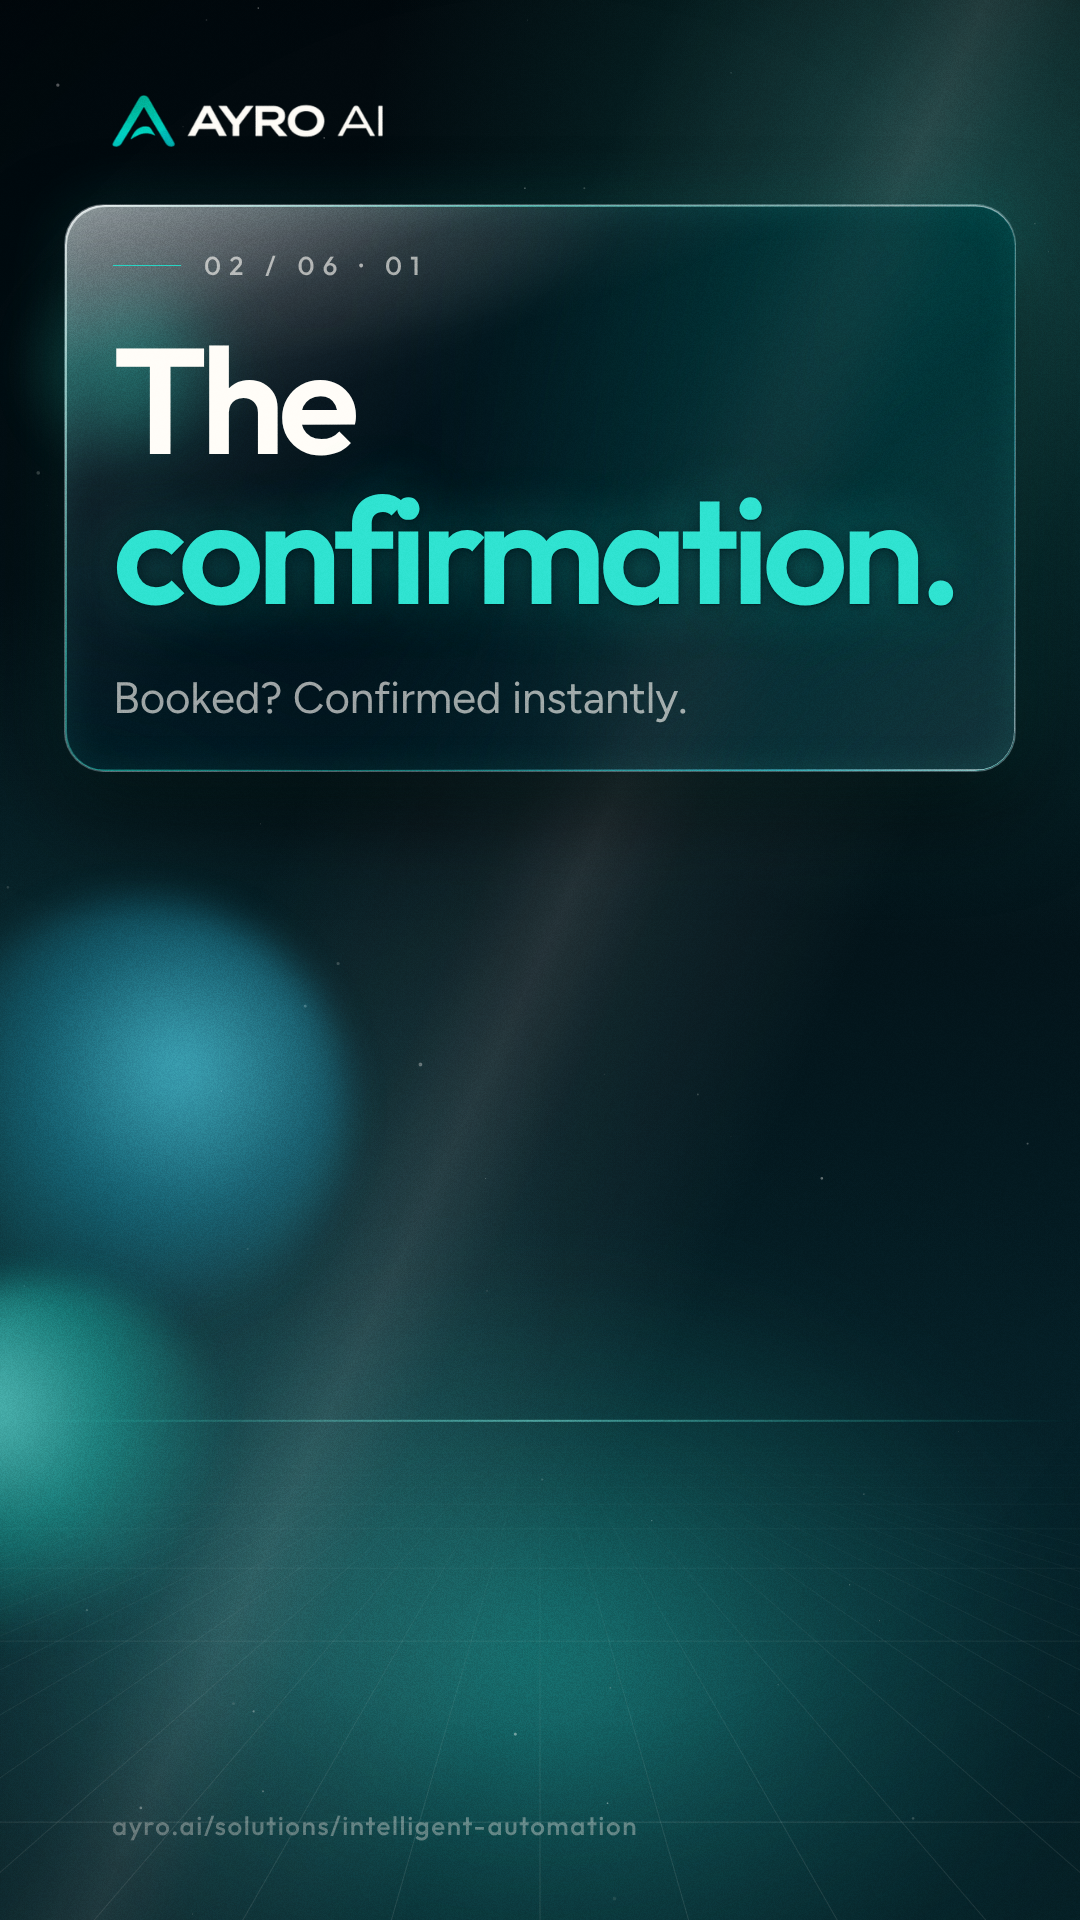 AYRO AI
02 / 06 · 01
The
confirmation.
Booked? Confirmed instantly.
ayro.ai/solutions/intelligent-automation